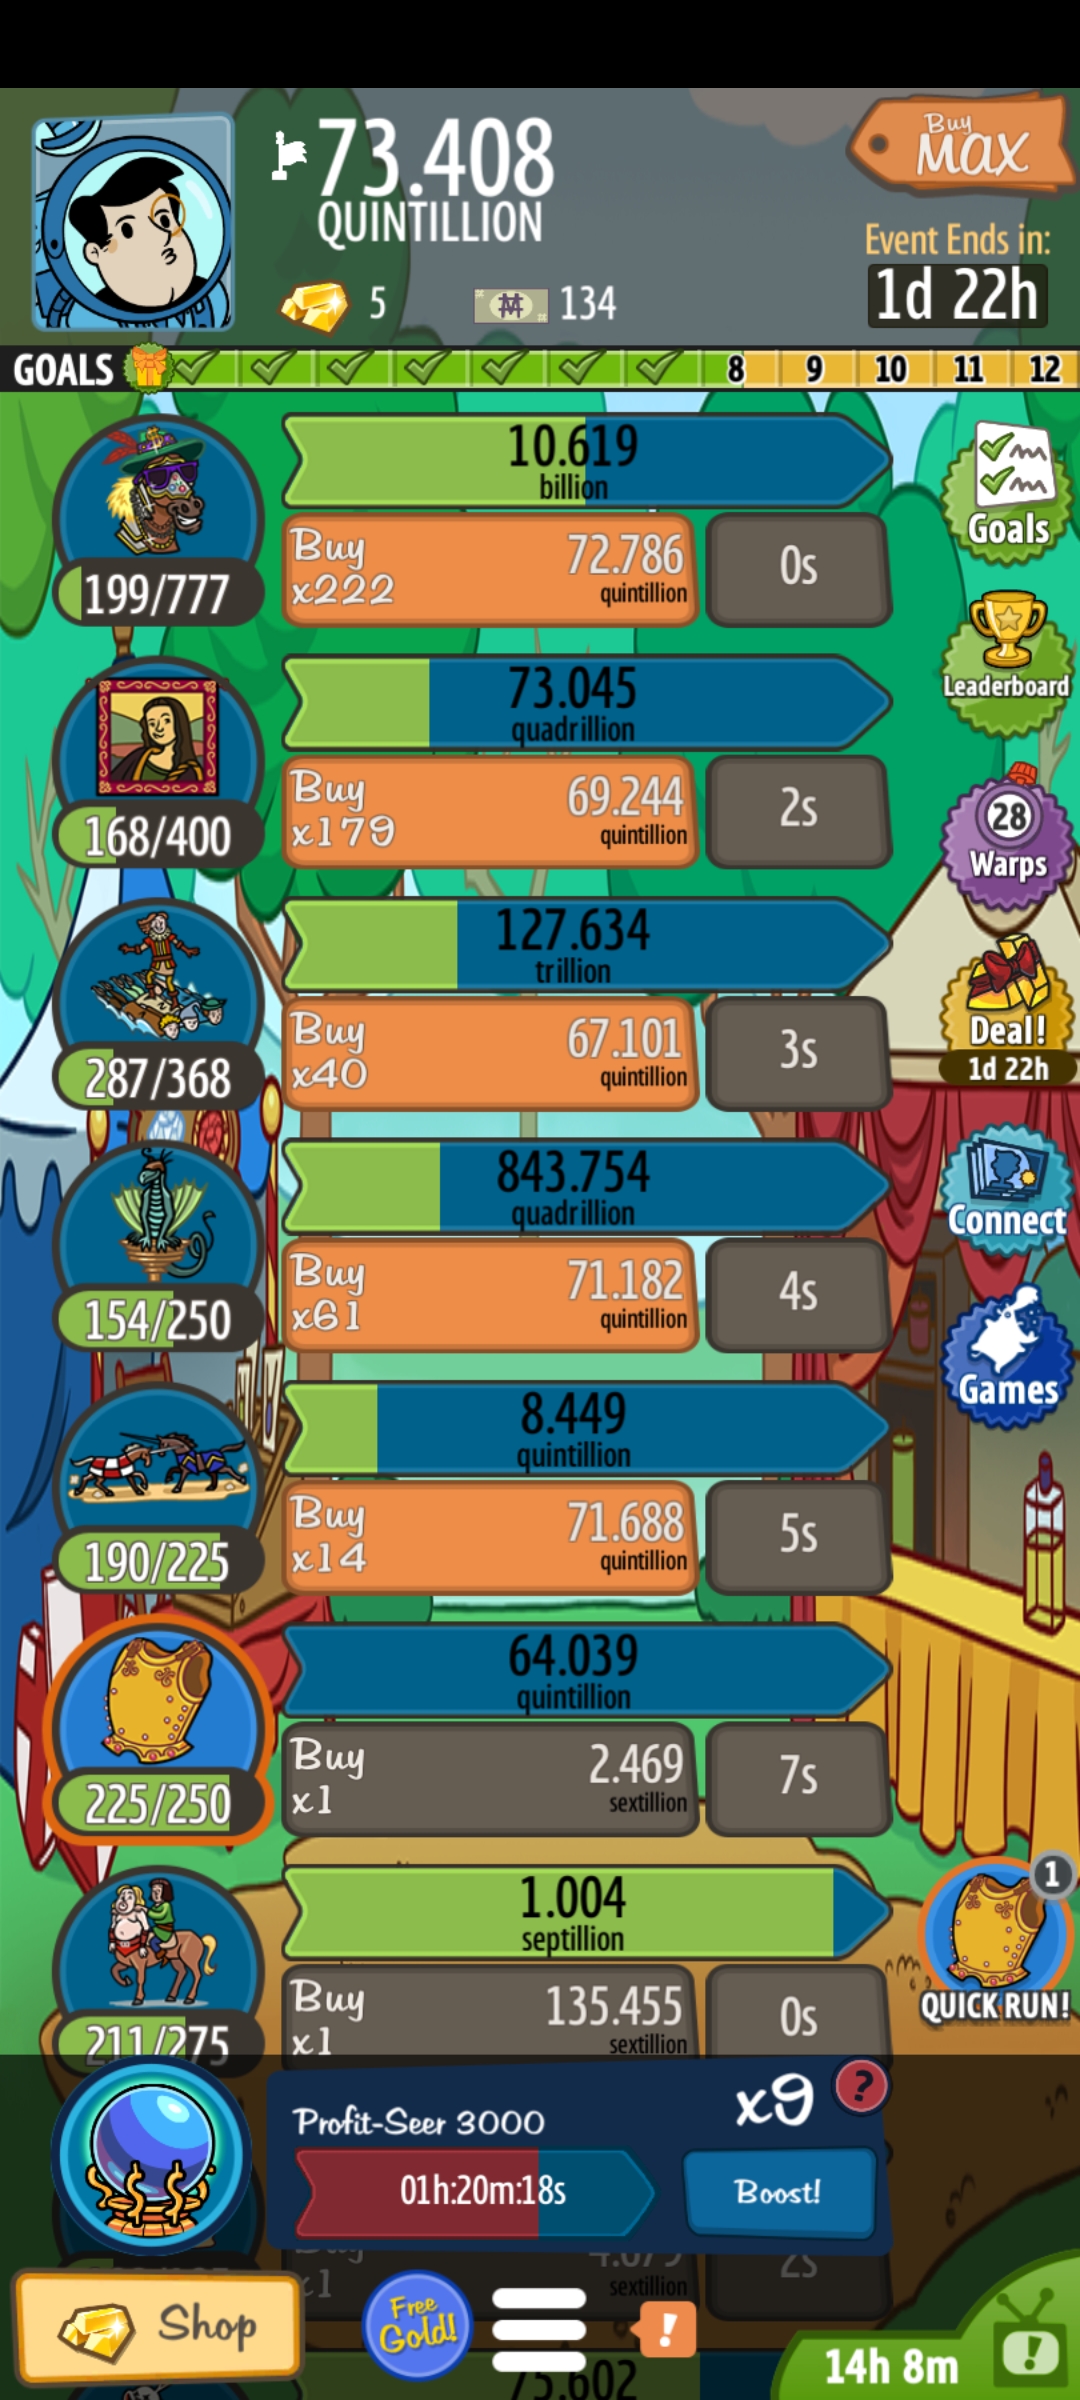 73.408
QUINTILLION
5
134
Buy
MAX
Event Ends in:
1d 22h
GOALS
8 9 10 11 12
10.619
billion
199/777
Buy
x222
72.786
quintillion
0s
Goals
73.045
quadrillion
Leaderboard
168/400
Buy
x179
69.244
quintillion
2s
28
Warps
127.634
trillion
287/368
Buy
x40
67.101
quintillion
3s
Deal!
1d 22h
843.754
quadrillion
154/250
Buy
x61
71.182
quintillion
4s
Connect
Games
8.449
quintillion
190/225
Buy
x14
71.688
quintillion
5s
64.039
quintillion
225/250
Buy
x1
2.469
sextillion
7s
1.004
septillion
211/275
Buy
x1
135.455
sextillion
0s
1
QUICK RUN!
Profit-Seer 3000
x9
?
01h:20m:18s
Boost!
Buy
x1
sextillion
2s
Shop
Free
Gold!
!
14h 8m
!
75.602